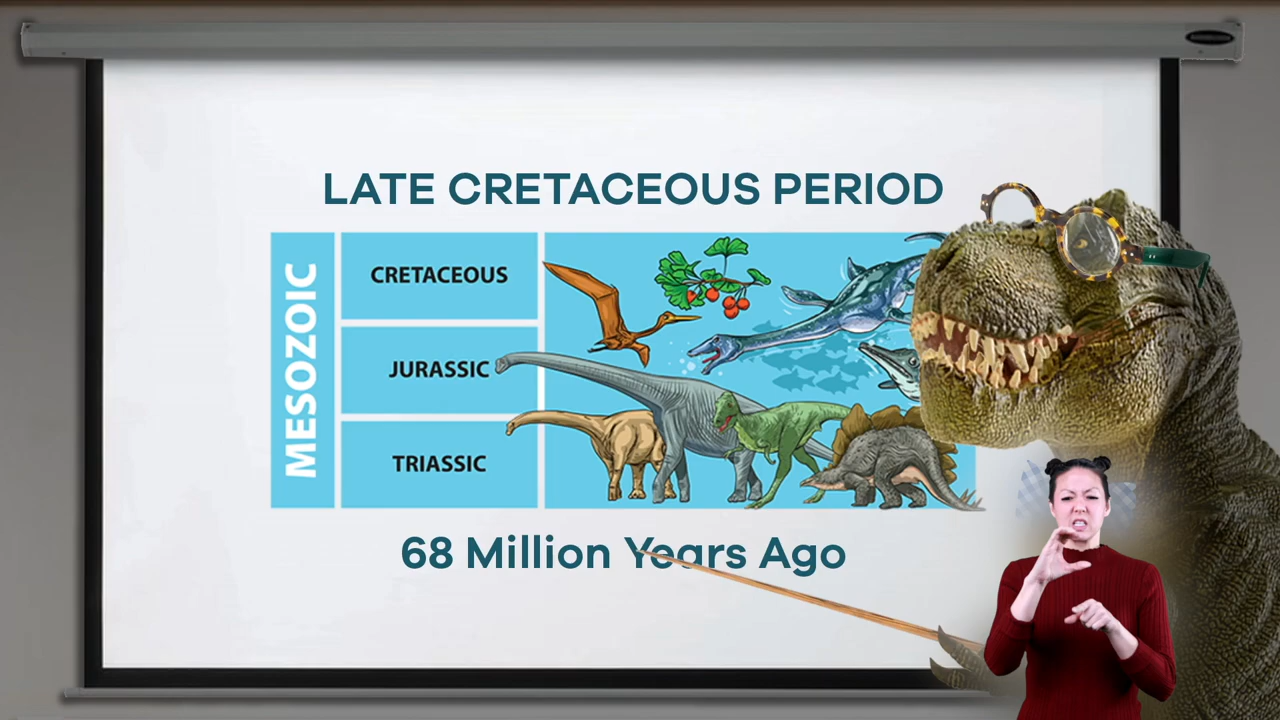 LATE CRETACEOUS PERIOD
MESOZOIC
CRETACEOUS
JURASSIC
TRIASSIC
68 Million Years Ago